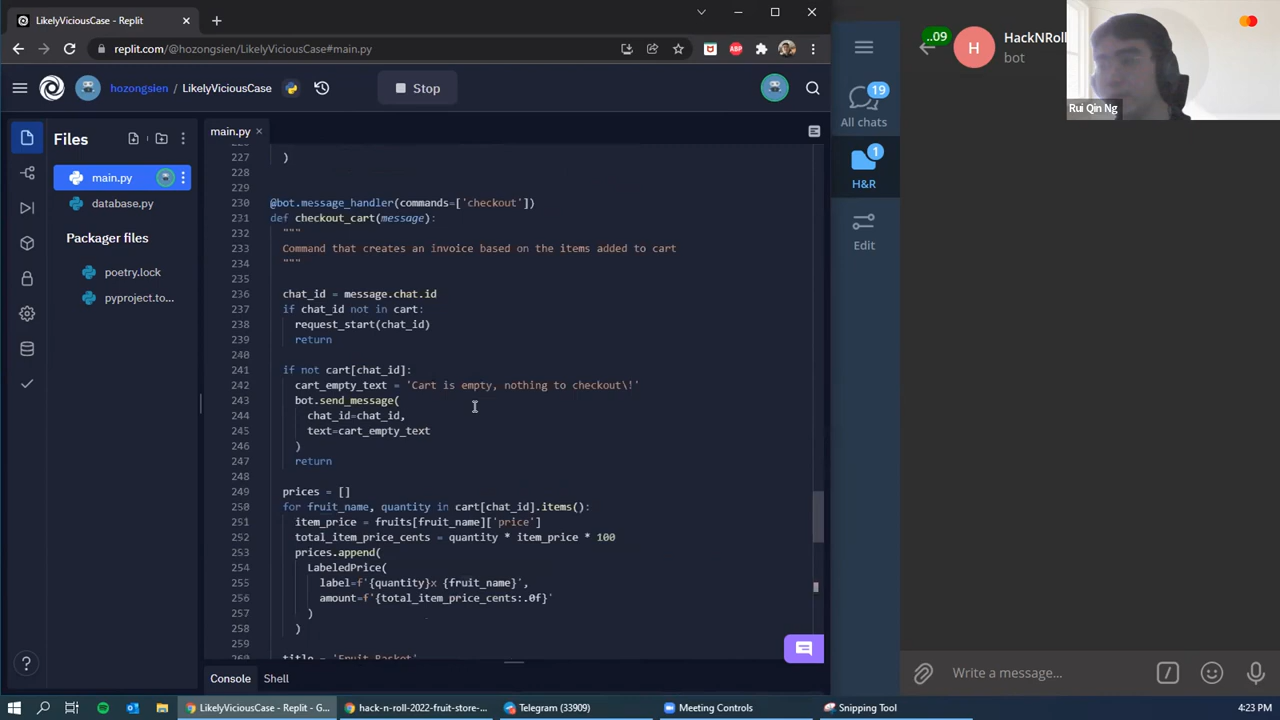 LikelyViciousCase - Replit
replit.com/@hozongsien/LikelyViciousCase#main.py
ABP
hozongsien / LikelyViciousCase
Stop
Files
main.py
database.py
Packager files
poetry.lock
pyproject.to...
main.py
227 )
228
229
230 @bot.message_handler(commands=['checkout'])
231 def checkout_cart(message):
232 """
233 Command that creates an invoice based on the items added to cart
234 """
235
236 chat_id = message.chat.id
237 if chat_id not in cart:
238 request_start(chat_id)
239 return
240
241 if not cart[chat_id]:
242 cart_empty_text = 'Cart is empty, nothing to checkout\!'
243 bot.send_message(
244 chat_id=chat_id,
245 text=cart_empty_text
246 )
247 return
248
249 prices = []
250 for fruit_name, quantity in cart[chat_id].items():
251 item_price = fruits[fruit_name]['price']
252 total_item_price_cents = quantity * item_price * 100
253 prices.append(
254 LabeledPrice(
255 label=f'{quantity}x {fruit_name}',
256 amount=f'{total_item_price_cents:.0f}'
257 )
258 )
259
260 title = 'Fruit Basket'
Console
Shell
?
19
All chats
1
H&R
Edit
..09
H
HackNRoll
bot
Rui Qin Ng
Write a message...
/
LikelyViciousCase - Replit - G...
hack-n-roll-2022-fruit-store-...
Telegram (33909)
Meeting Controls
Snipping Tool
4:23 PM